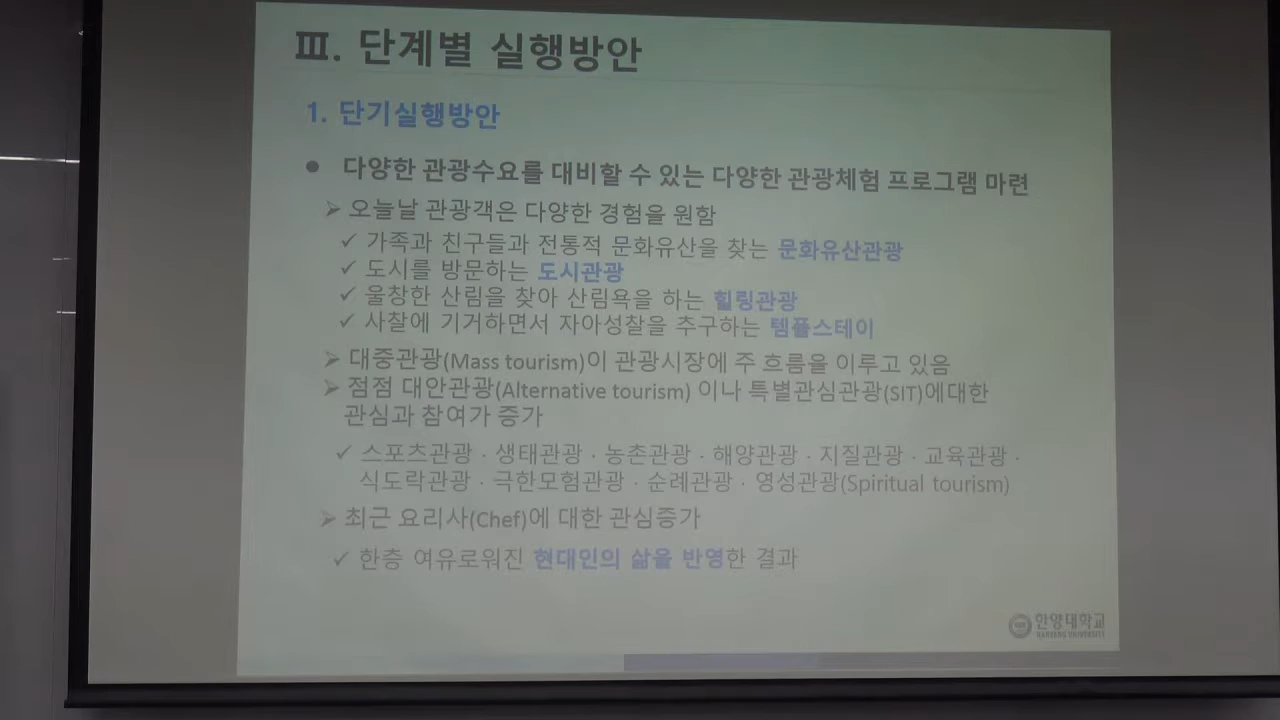 Ⅲ. 단계별 실행방안
1. 단기실행방안
● 다양한 관광수요를 대비할 수 있는 다양한 관광체험 프로그램 마련
➢ 오늘날 관광객은 다양한 경험을 원함
✓ 가족과 친구들과 전통적 문화유산을 찾는 문화유산관광
✓ 도시를 방문하는 도시관광
✓ 울창한 산림을 찾아 산림욕을 하는 힐링관광
✓ 사찰에 기거하면서 자아성찰을 추구하는 템플스테이
➢ 대중관광(Mass tourism)이 관광시장에 주 흐름을 이루고 있음
➢ 점점 대안관광(Alternative tourism) 이나 특별관심관광(SIT)에대한
관심과 참여가 증가
✓ 스포츠관광 · 생태관광 · 농촌관광 · 해양관광 · 지질관광 · 교육관광 ·
식도락관광 · 극한모험관광 · 순례관광 · 영성관광(Spiritual tourism)
➢ 최근 요리사(Chef)에 대한 관심증가
✓ 한층 여유로워진 현대인의 삶을 반영한 결과
한양대학교
HANYANG UNIVERSITY